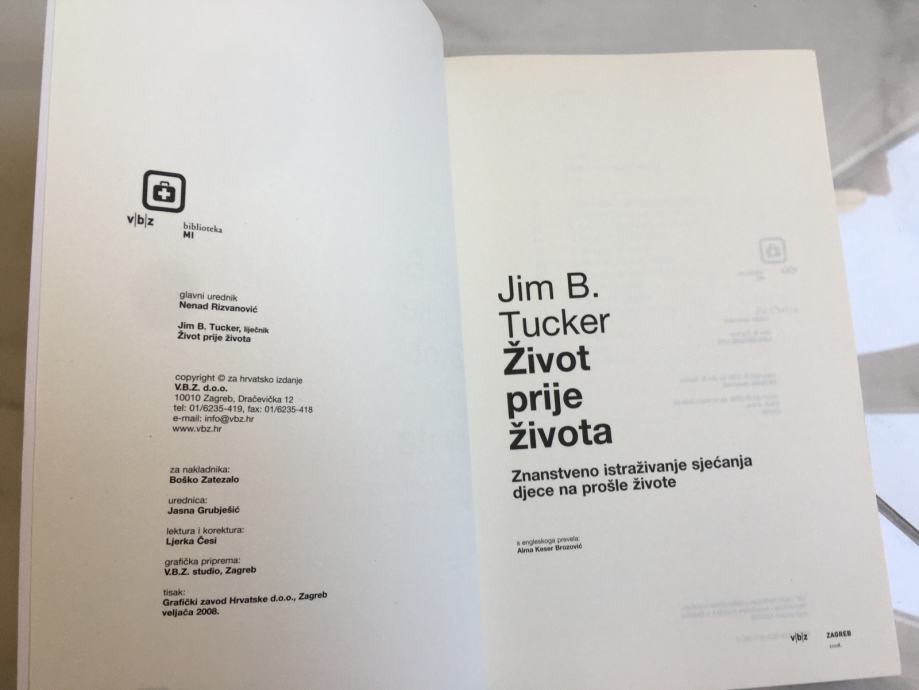 v|b|z
biblioteka
MI
glavni urednik
Nenad Rizvanović
Jim B. Tucker, liječnik
Život prije života
copyright © za hrvatsko izdanje
V.B.Z. d.o.o.
10010 Zagreb, Dračevička 12
tel: 01/6235-419, fax: 01/6235-418
e-mail: info@vbz.hr
www.vbz.hr
za nakladnika:
Boško Zatezalo
urednica:
Jasna Grubješić
lektura i korektura:
Ljerka Česi
grafička priprema:
V.B.Z. studio, Zagreb
tisak:
Grafički zavod Hrvatske d.o.o., Zagreb
veljača 2008.
Jim B.
Tucker
Život
prije
života
Znanstveno istraživanje sjećanja
djece na prošle živote
s engleskoga prevela:
Alma Keser Brozović
v|b|z ZAGREB
2008.